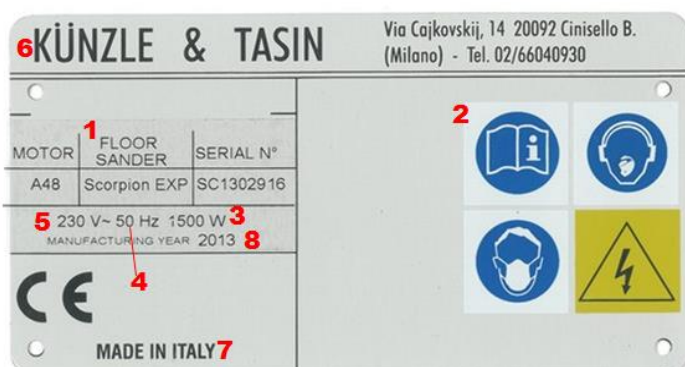 6 KÜNZLE & TASIN
Via Cajkovskij, 14 20092 Cinisello B.
(Milano) - Tel. 02/66040930
1
2
MOTOR FLOOR SANDER SERIAL N°
A48 Scorpion EXP SC1302916
5 230 V~ 50 Hz 1500 W 3
MANUFACTURING YEAR 2013 8
4
CE
MADE IN ITALY 7
i